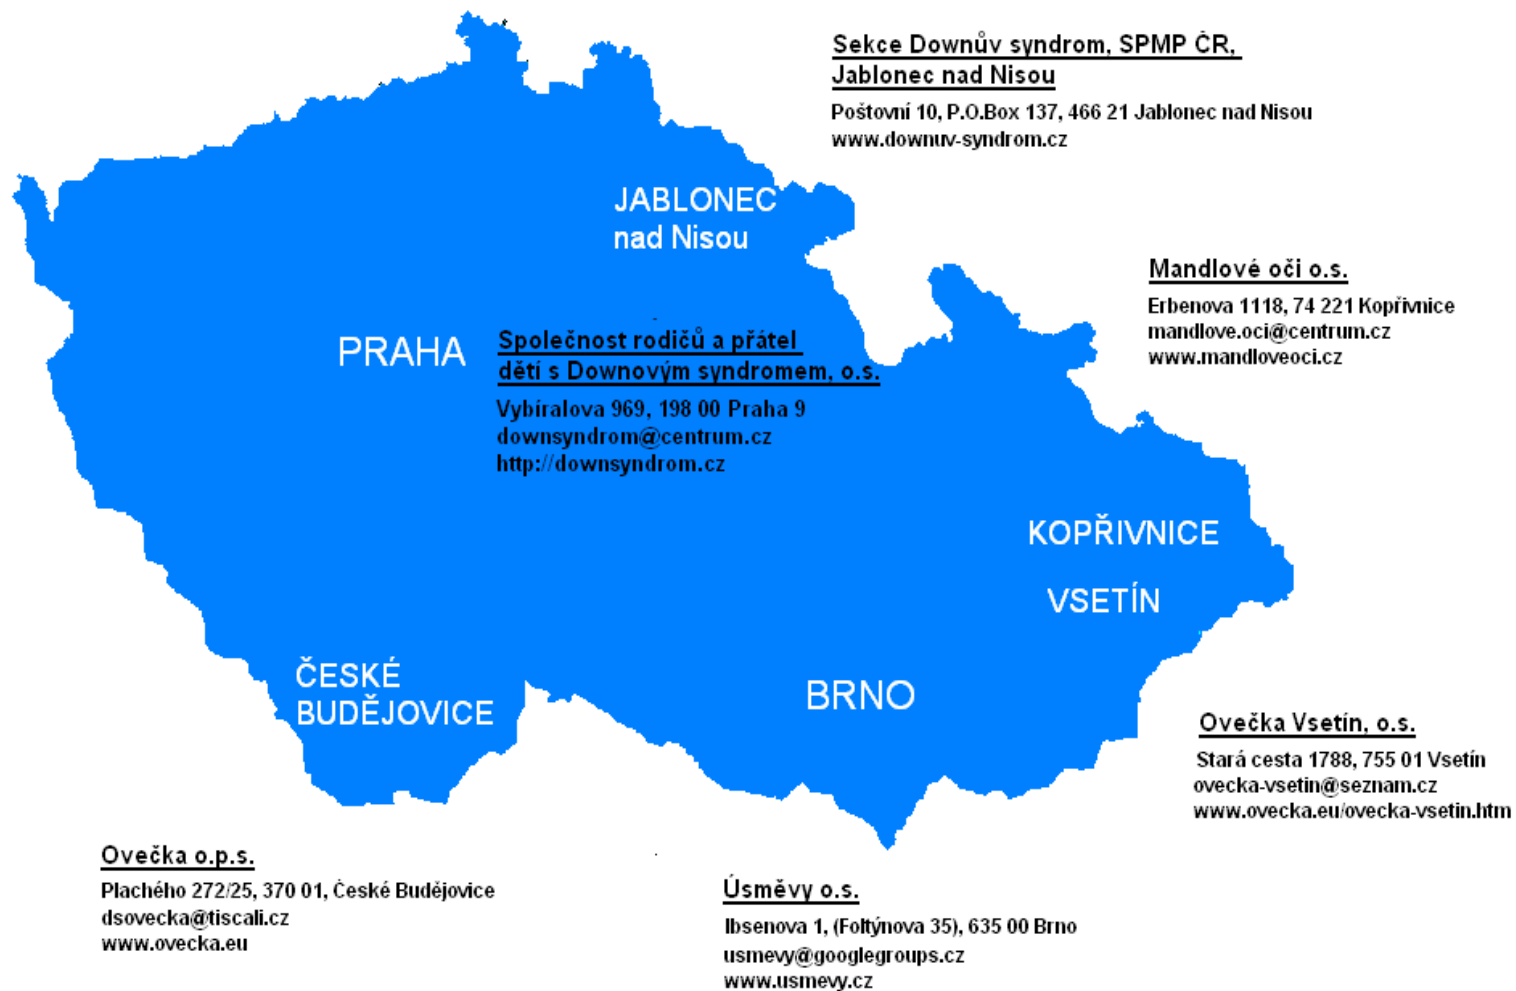 Sekce Downův syndrom, SPMP ČR,
Jablonec nad Nisou
Poštovní 10, P.O.Box 137, 466 21 Jablonec nad Nisou
www.downuv-syndrom.cz
JABLONEC
nad Nisou
Mandlové oči o.s.
Erbenova 1118, 74 221 Kopřivnice
mandlove.oci@centrum.cz
www.mandloveoci.cz
PRAHA
Společnost rodičů a přátel
dětí s Downovým syndromem, o.s.
Vybíralova 969, 198 00 Praha 9
downsyndrom@centrum.cz
http://downsyndrom.cz
KOPŘIVNICE
VSETÍN
ČESKÉ
BUDĚJOVICE
BRNO
Ovečka Vsetín, o.s.
Stará cesta 1788, 755 01 Vsetín
ovecka-vsetin@seznam.cz
www.ovecka.eu/ovecka-vsetin.htm
Ovečka o.p.s.
Plachého 272/25, 370 01, České Budějovice
dsovecka@tiscali.cz
www.ovecka.eu
Úsměvy o.s.
Ibsenova 1, (Foltýnova 35), 635 00 Brno
usmevy@googlegroups.cz
www.usmevy.cz